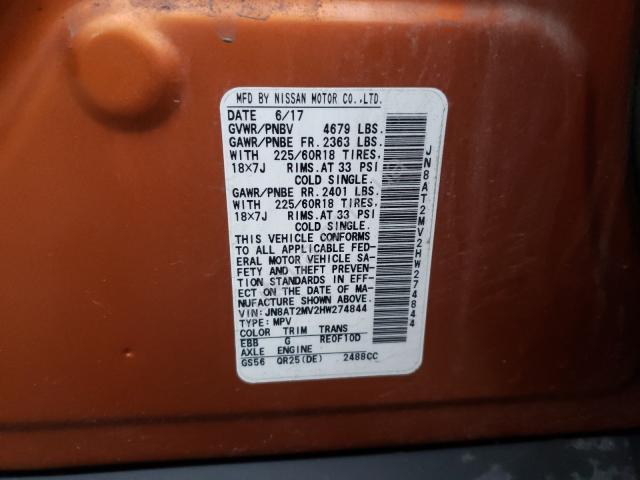 MFD BY NISSAN MOTOR CO.,LTD.
DATE 6/17
GVWR/PNBV 4679 LBS.
GAWR/PNBE FR. 2363 LBS.
WITH 225/60R18 TIRES,
18X7J RIMS.AT 33 PSI
COLD SINGLE.
GAWR/PNBE RR. 2401 LBS.
WITH 225/60R18 TIRES,
18X7J RIMS.AT 33 PSI
COLD SINGLE.
THIS VEHICLE CONFORMS
TO ALL APPLICABLE FED-
ERAL MOTOR VEHICLE SA-
FETY AND THEFT PREVEN-
TION STANDARDS IN EFF-
ECT ON THE DATE OF MA-
NUFACTURE SHOWN ABOVE.
VIN: JN8AT2MV2HW274844
TYPE: MPV
COLOR TRIM TRANS
EBB G RE0F10D
AXLE ENGINE
GS56 QR25(DE) 2488CC
JN8AT2MV2HW274844